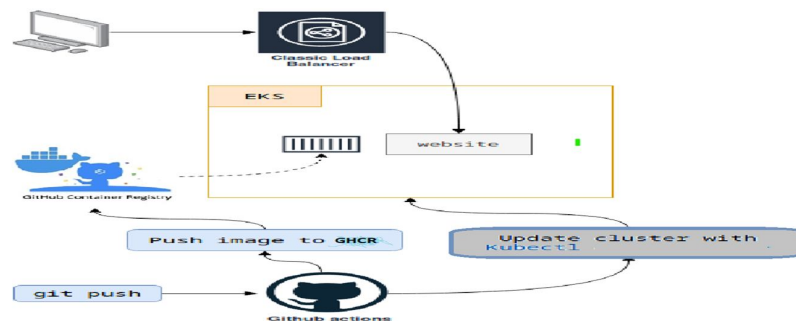 Classic Load
Balancer
EKS
website
GitHub Container Registry
Push image to GHCR
Update cluster with
Kubectl
git push
Github actions